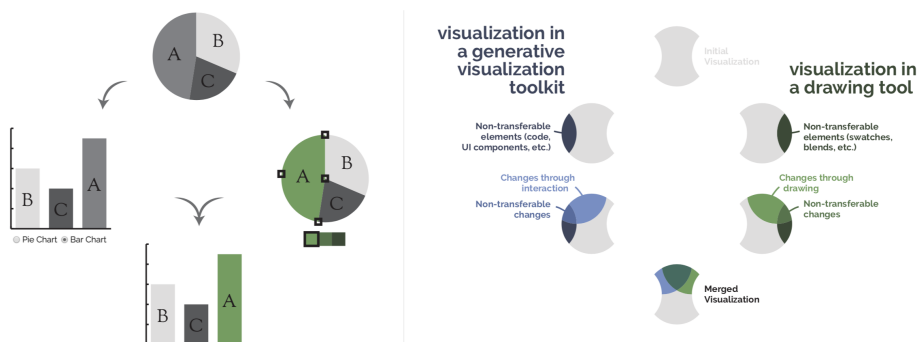 A
B
C
B
C
A
Pie Chart
Bar Chart
A
B
C
B
C
A
visualization in
a generative
visualization
toolkit
Initial
Visualization
visualization in
a drawing tool
Non-transferable
elements (code,
UI components, etc.)
Non-transferable
elements (swatches,
blends, etc.)
Changes through
interaction
Non-transferable
changes
Changes through
drawing
Non-transferable
changes
Merged
Visualization